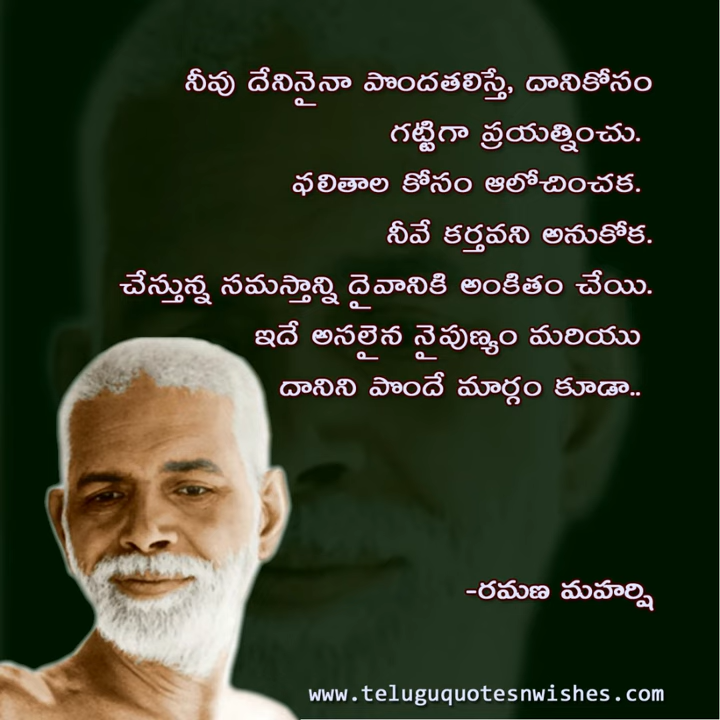 నీవు దేనినైనా పొందతలిస్తే, దానికోసం
గట్టిగా ప్రయత్నించు.
ఫలితాల కోసం ఆలోచించక.
నీవే కర్తవని అనుకోక.
చేస్తున్న సమస్తాన్ని దైవానికి అంకితం చేయి.
ఇదే అసలైన నైపుణ్యం మరియు
దానిని పొందే మార్గం కూడా..
-రమణ మహర్షి
www.teluguquotesnwishes.com